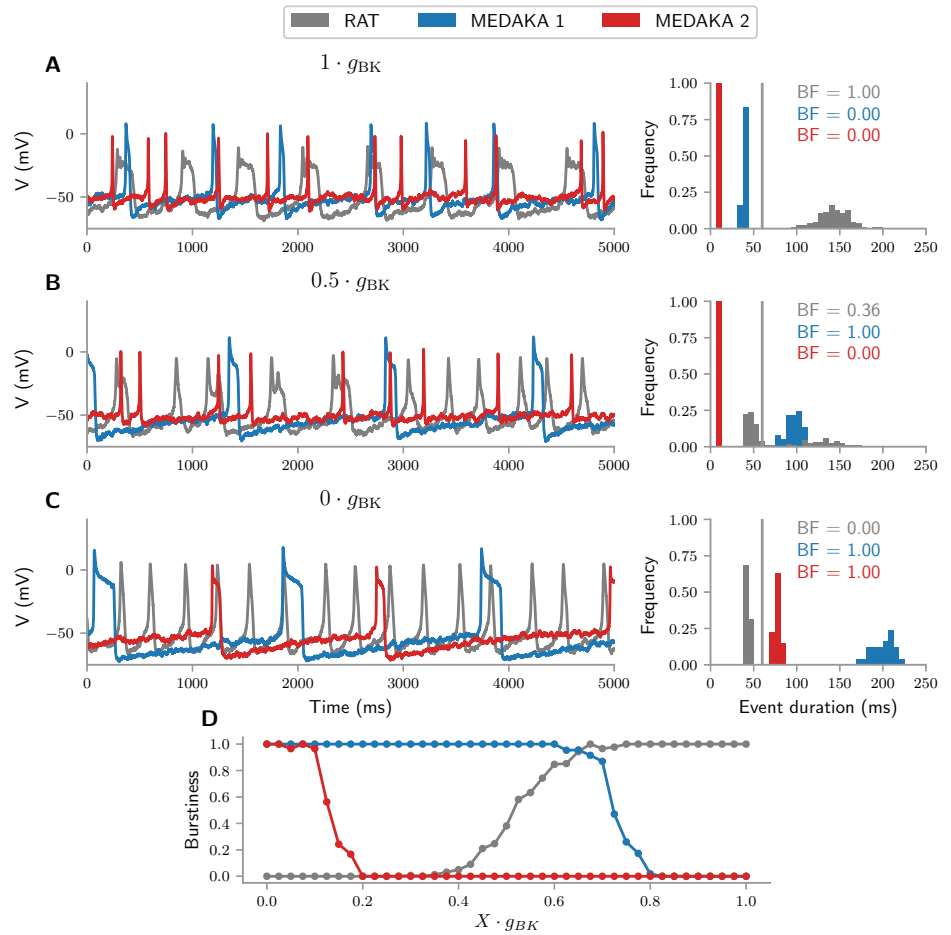 RAT MEDAKA 1 MEDAKA 2
A
1 · gBK
V (mV)
0
−50
0 1000 2000 3000 4000 5000
Frequency
1.00
0.75
0.50
0.25
0.00
0 50 100 150 200 250
BF = 1.00
BF = 0.00
BF = 0.00
B
0.5 · gBK
V (mV)
0
−50
0 1000 2000 3000 4000 5000
Frequency
1.00
0.75
0.50
0.25
0.00
0 50 100 150 200 250
BF = 0.36
BF = 1.00
BF = 0.00
C
0 · gBK
V (mV)
0
−50
0 1000 2000 3000 4000 5000
Time (ms)
Frequency
1.00
0.75
0.50
0.25
0.00
0 50 100 150 200 250
Event duration (ms)
BF = 0.00
BF = 1.00
BF = 1.00
D
Burstiness
1.0
0.8
0.6
0.4
0.2
0.0
0.0 0.2 0.4 0.6 0.8 1.0
X · gBK